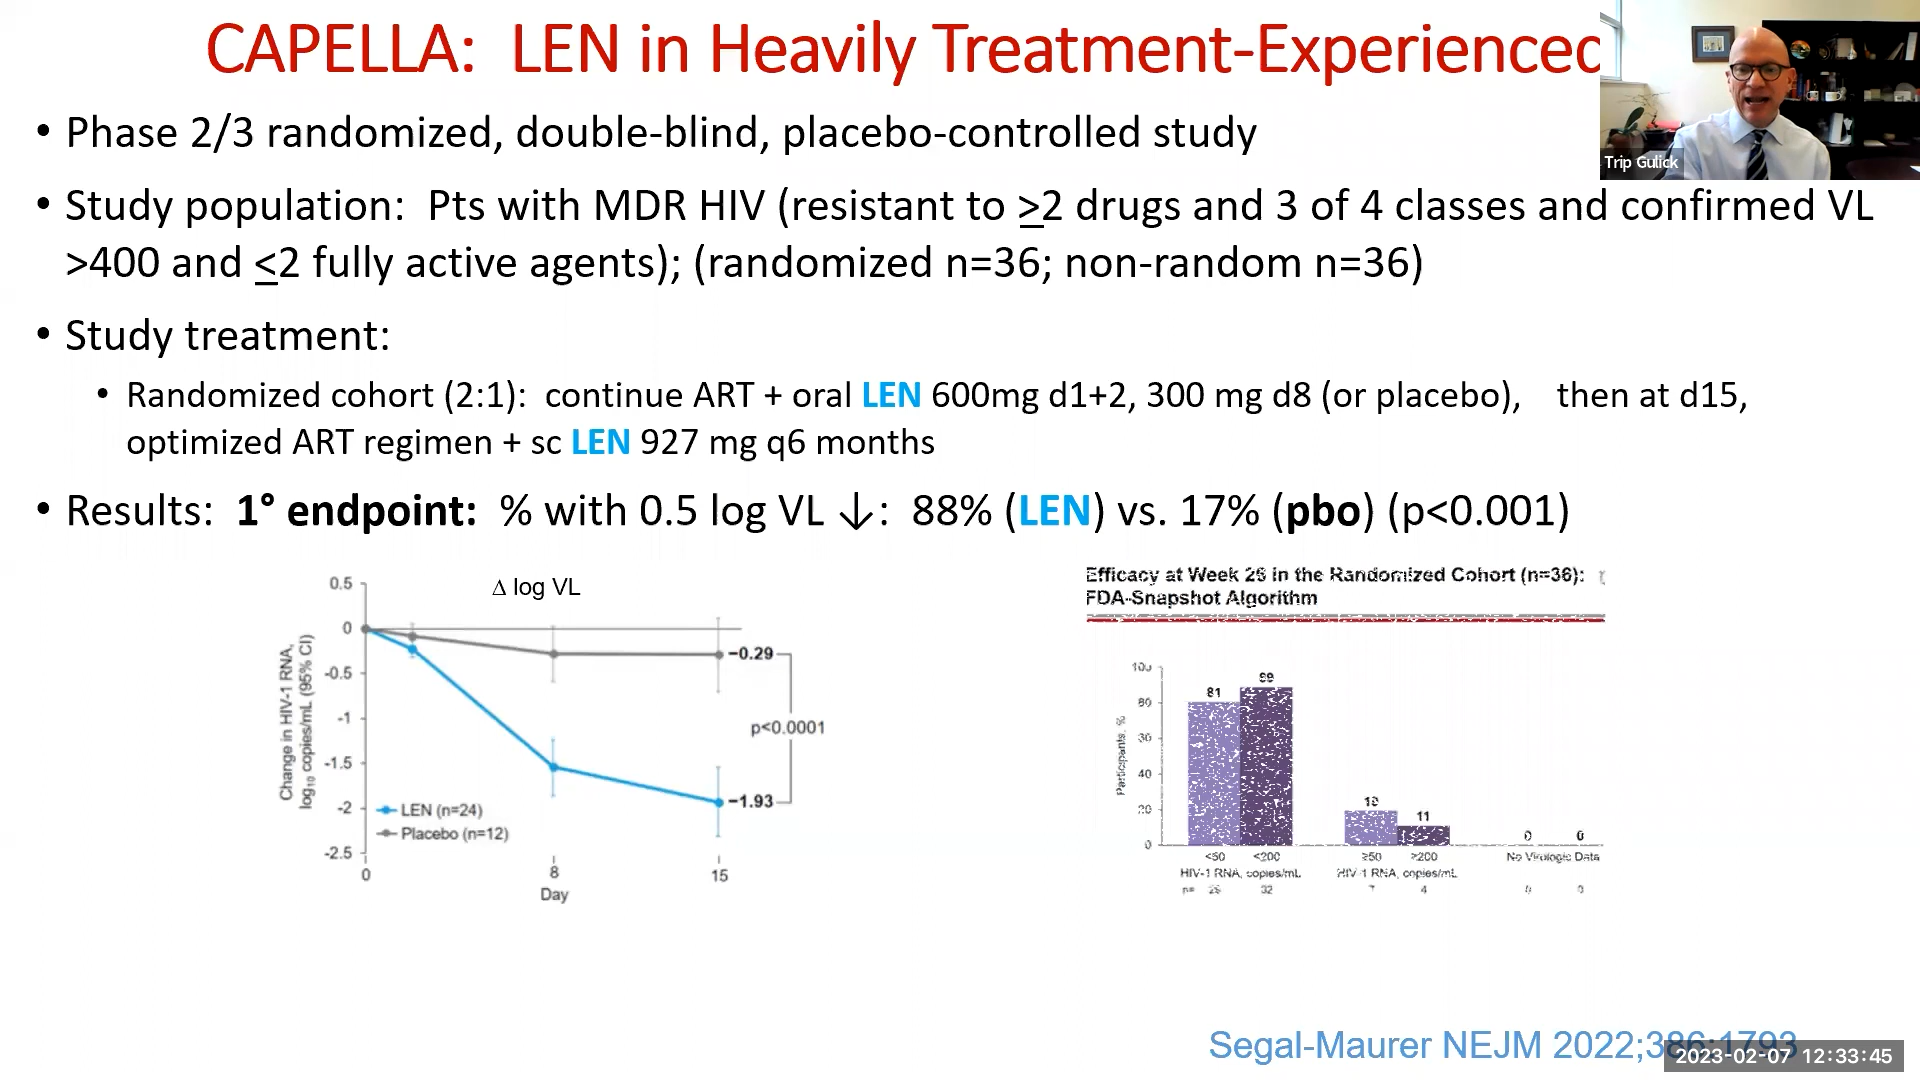 CAPELLA: LEN in Heavily Treatment-Experienced
Trip Gulick
• Phase 2/3 randomized, double-blind, placebo-controlled study
• Study population: Pts with MDR HIV (resistant to ≥2 drugs and 3 of 4 classes and confirmed VL
>400 and ≤2 fully active agents); (randomized n=36; non-random n=36)
• Study treatment:
• Randomized cohort (2:1): continue ART + oral LEN 600mg d1+2, 300 mg d8 (or placebo), then at d15,
optimized ART regimen + sc LEN 927 mg q6 months
• Results: 1° endpoint: % with 0.5 log VL ↓: 88% (LEN) vs. 17% (pbo) (p<0.001)
Δ log VL
Change in HIV-1 RNA,
log10 copies/mL (95% CI)
0.5
0
-0.5
-1
-1.5
-2
-2.5
−0.29
p<0.0001
−1.93
LEN (n=24)
Placebo (n=12)
0 8 15
Day
Efficacy at Week 26 in the Randomized Cohort (n=36):
FDA-Snapshot Algorithm
Participants, %
40
20
0
81
11
0 0
<50 <200 ≥50 ≥200 No Virologic Data
HIV-1 RNA, copies/mL HIV-1 RNA, copies/mL
n= 32 4
Segal-Maurer NEJM 2022;386:1793
2023-02-07 12:33:45